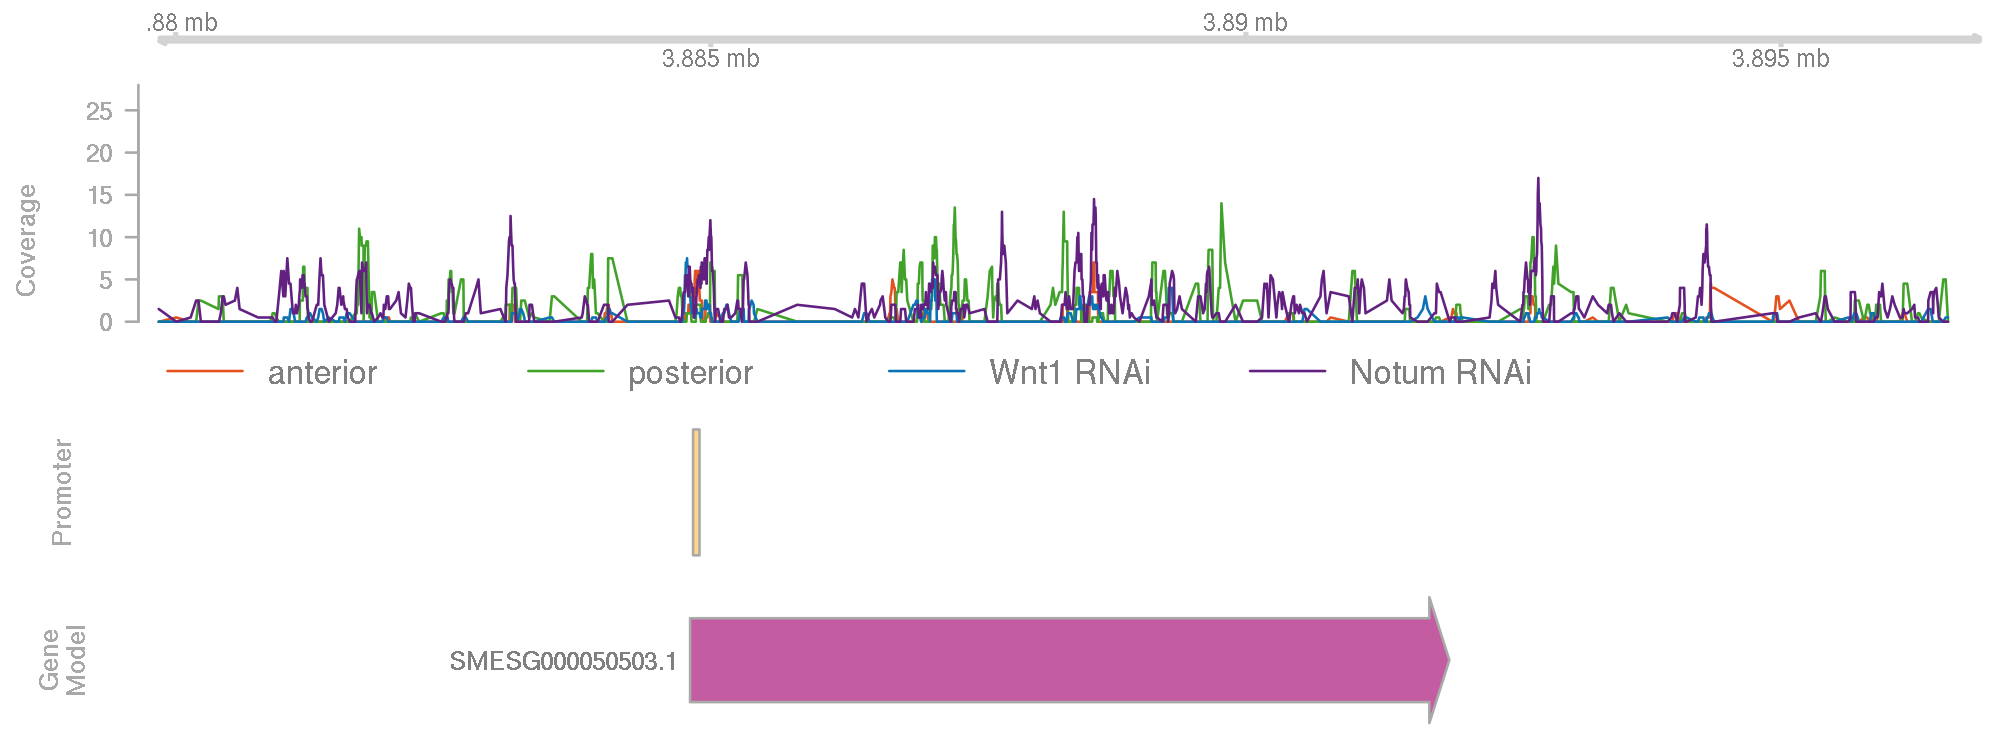 .88 mb
3.89 mb
3.885 mb
3.895 mb
Coverage
25
20
15
10
5
0
anterior posterior Wnt1 RNAi Notum RNAi
Promoter
Gene
Model
SMESG000050503.1